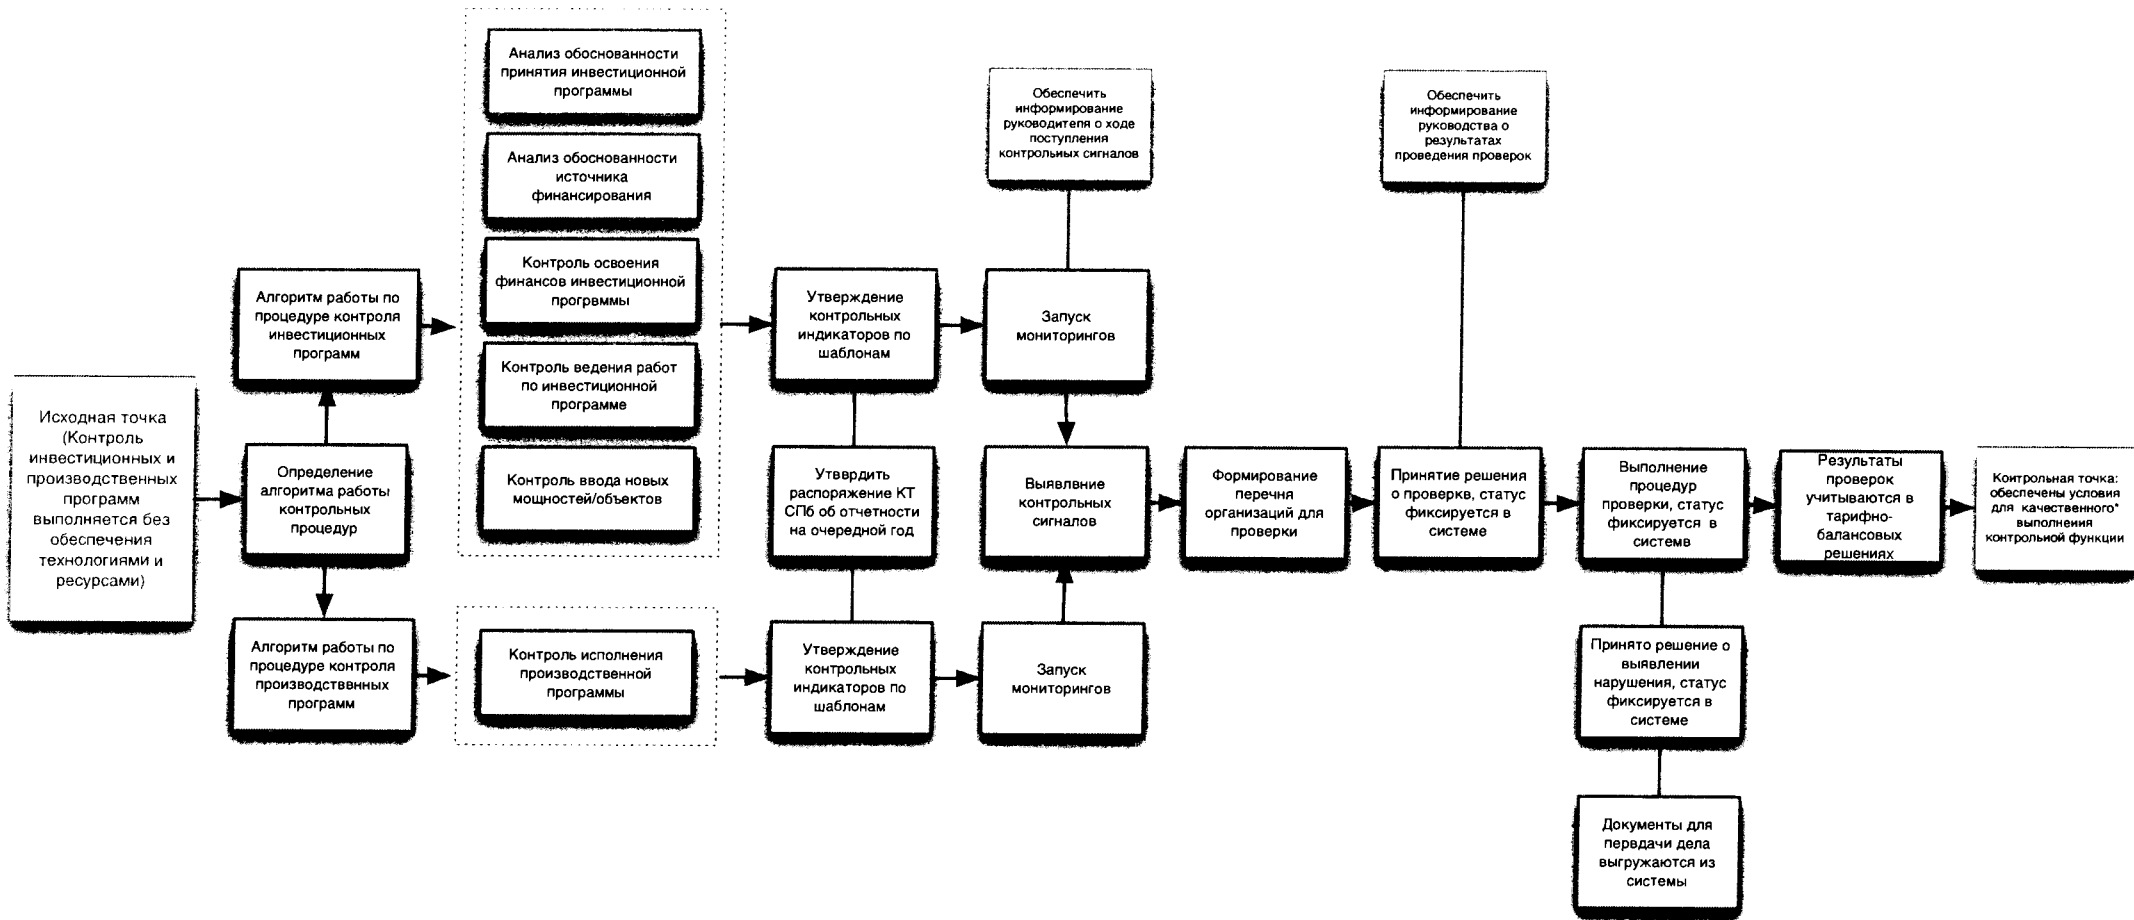 Исходная точка
(Контроль
инвестиционных и
производственных
программ
выполняется без
обеспечения
технологиями и
ресурсами)
Определение
алгоритма работы
контрольных
процедур
Алгоритм работы по
процедуре контроля
инвестиционных
программ
Анализ обоснованности
принятия инвестиционной
программы
Анализ обоснованности
источника
финансирования
Контроль освоения
финансов инвестиционной
прогрвммы
Контроль ведения работ
по инвестиционной
программе
Контроль ввода новых
мощностей/объектов
Утверждение
контрольных
индикаторов по
шаблонам
Обеспечить
информирование
руководителя о ходе
поступления
контрольных сигналов
Запуск
мониторингов
Утвврдить
распоряжение КТ
СПб об отчетности
на очередной год
Алгоритм работы по
процедуре контроля
производстввнных
программ
Контроль исполнения
производственной
программы
Утверждение
контрольных
индикаторов по
шаблонам
Запуск
мониторингов
Выявлвние
контрольных
сигналов
Формирование
перечня
организаций для
проверки
Обеспечить
информирование
руководства о
результатах
проведения проверок
Принятие решения
о проверкв, статус
фиксируется в
системе
Выполнение
процедур
проверки, статус
фиксируется в
системв
Принято решение о
выявлении
нарушения, статус
фиксируется в
системе
Документы для
первдачи дела
выгружаются из
системы
Результаты
проверок
учитываются в
тарифно-
балансовых
решениях
Контрольная точка:
обеспечены условия
для качественного*
выполнения
контрольной функции